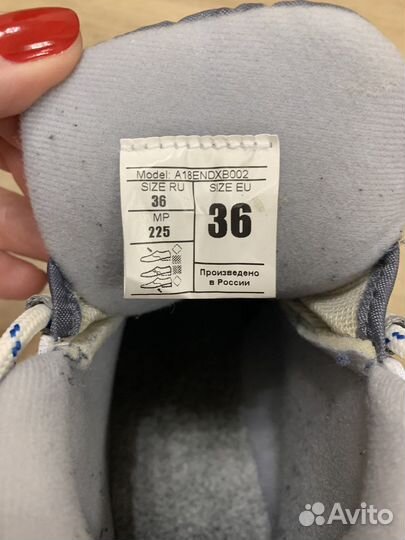 Model: A18ENDXB002
SIZE RU
SIZE EU
36
MP
225
36
Произведено
в России
Avito